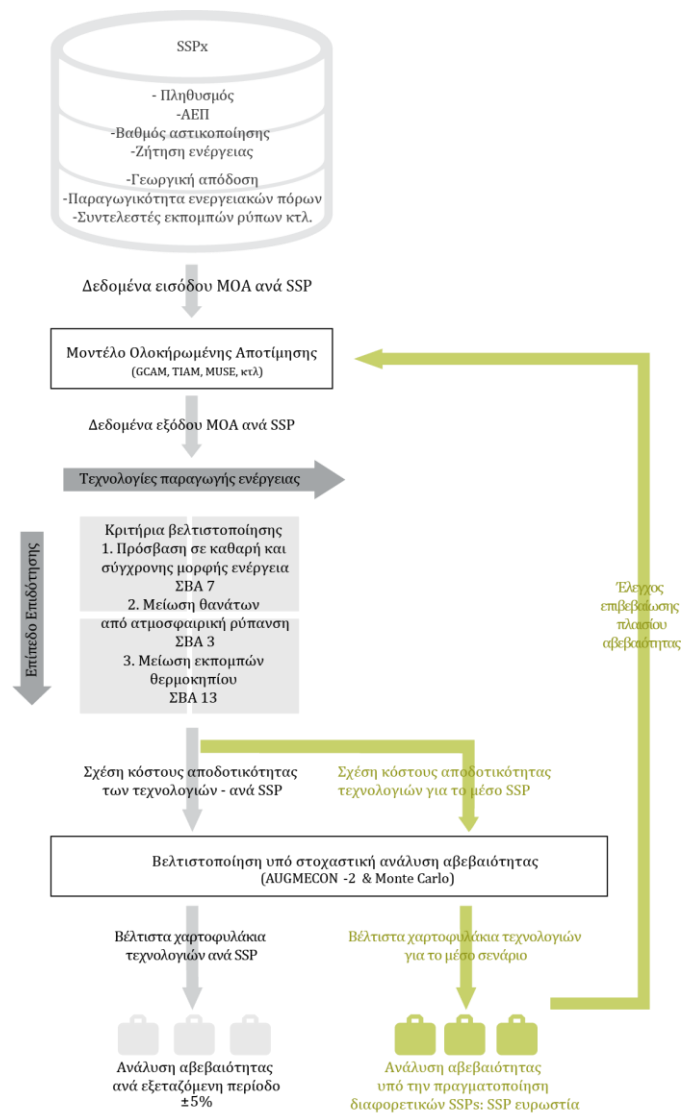 SSPx
- Πληθυσμός
-ΑΕΠ
-Βαθμός αστικοποίησης
-Ζήτηση ενέργειας
-Γεωργική απόδοση
-Παραγωγικότητα ενεργειακών πόρων
-Συντελεστές εκπομπών ρύπων κτλ.
Δεδομένα εισόδου ΜΟΑ ανά SSP
Μοντέλο Ολοκήρωμένης Αποτίμησης
(GCAM, TIAM, MUSE, κτλ)
Δεδομένα εξόδου ΜΟΑ ανά SSP
Τεχνολογίες παραγωγής ενέργειας
Επίπεδο Επιδότησης
Κριτήρια βελτιστοποίησης
1. Πρόσβαση σε καθαρή και
σύγχρονης μορφής ενέργεια
ΣΒΑ 7
2. Μείωση θανάτων
από ατμοσφαιρική ρύπανση
ΣΒΑ 3
3. Μείωση εκπομπών
θερμοκηπίου
ΣΒΑ 13
Έλεγχος
επιβεβαίωσης
πλαισίου
αβεβαιότητας
Σχέση κόστους αποδοτικότητας
των τεχνολογιών - ανά SSP
Σχέση κόστους αποδοτικότητας
τεχνολογιών για το μέσο SSP
Βελτιστοποίηση υπό στοχαστική ανάλυση αβεβαιότητας
(AUGMECON -2 & Monte Carlo)
Βέλτιστα χαρτοφυλάκια
τεχνολογιών ανά SSP
Βέλτιστα χαρτοφυλάκια τεχνολογιών
για το μέσο σενάριο
Ανάλυση αβεβαιότητας
ανά εξεταζόμενη περίοδο
±5%
Ανάλυση αβεβαιότητας
υπό την πραγματοποίηση
διαφορετικών SSPs: SSP ευρωστία